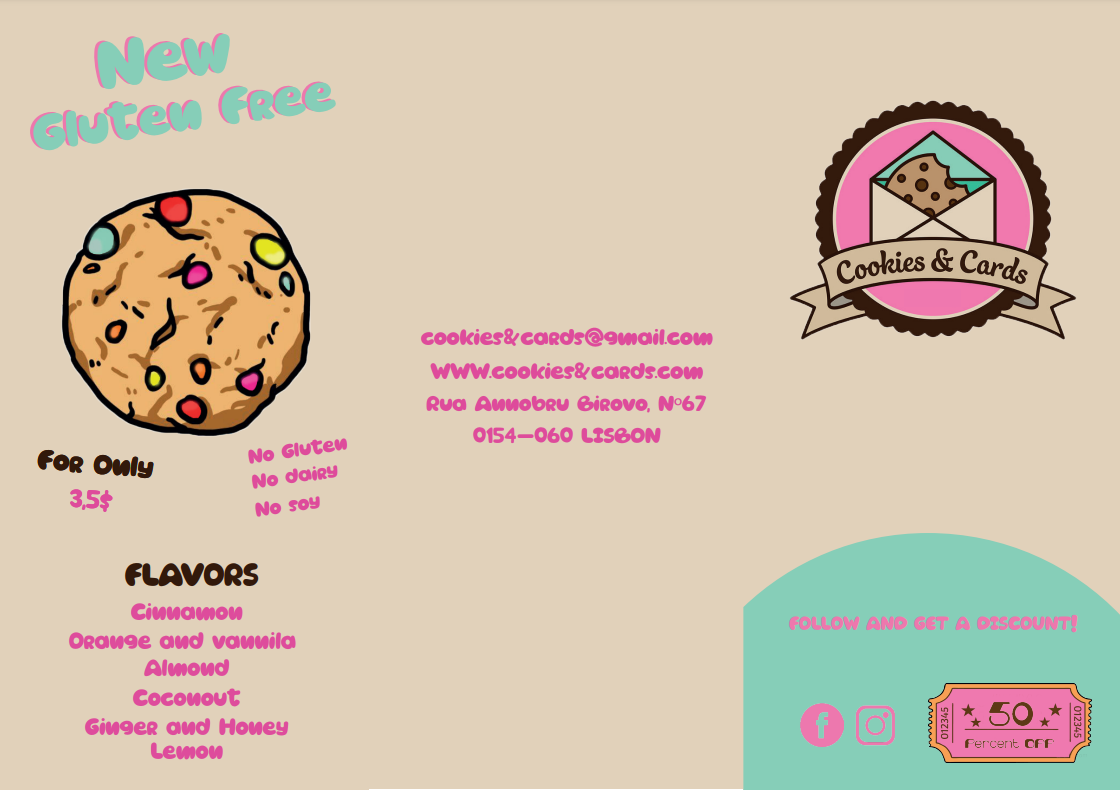 New
Gluten Free
For Only
3,5$
No Gluten
No dairy
No soy
FLAVORS
Cinnamon
Orange and vannila
Almond
Coconout
Ginger and Honey
Lemon
cookies&cards@gmail.com
WWW.cookies&cards.com
Rua Annobru Birovo, Nº67
0154–060 LISBON
Cookies & Cards
FOLLOW AND GET A DISCOUNT!
012345
50
Percent OFF
012345